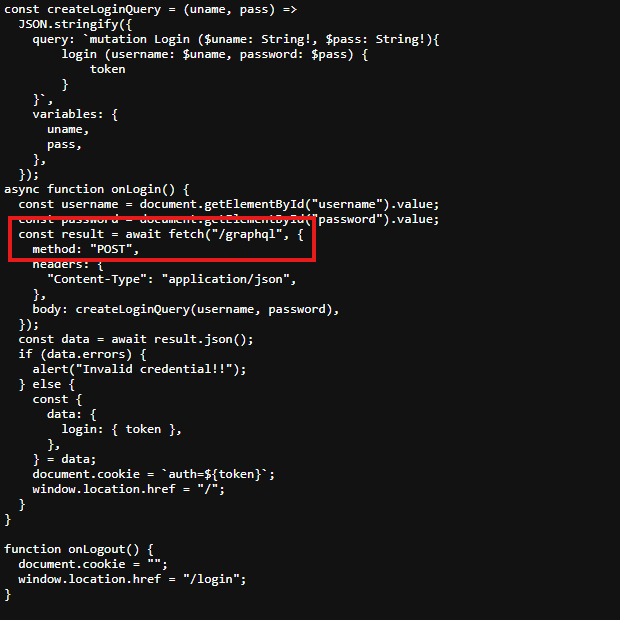 const createLoginQuery = (uname, pass) =>
  JSON.stringify({
    query: `mutation Login ($uname: String!, $pass: String!){
        login (username: $uname, password: $pass) {
            token
        }
    }`,
    variables: {
      uname,
      pass,
    },
  });
async function onLogin() {
  const username = document.getElementById("username").value;
  const password = document.getElementById("password").value;
  const result = await fetch("/graphql", {
    method: "POST",
    headers: {
      "Content-Type": "application/json",
    },
    body: createLoginQuery(username, password),
  });
  const data = await result.json();
  if (data.errors) {
    alert("Invalid credential!!");
  } else {
    const {
      data: {
        login: { token },
      },
    } = data;
    document.cookie = `auth=${token}`;
    window.location.href = "/";
  }
}

function onLogout() {
  document.cookie = "";
  window.location.href = "/login";
}